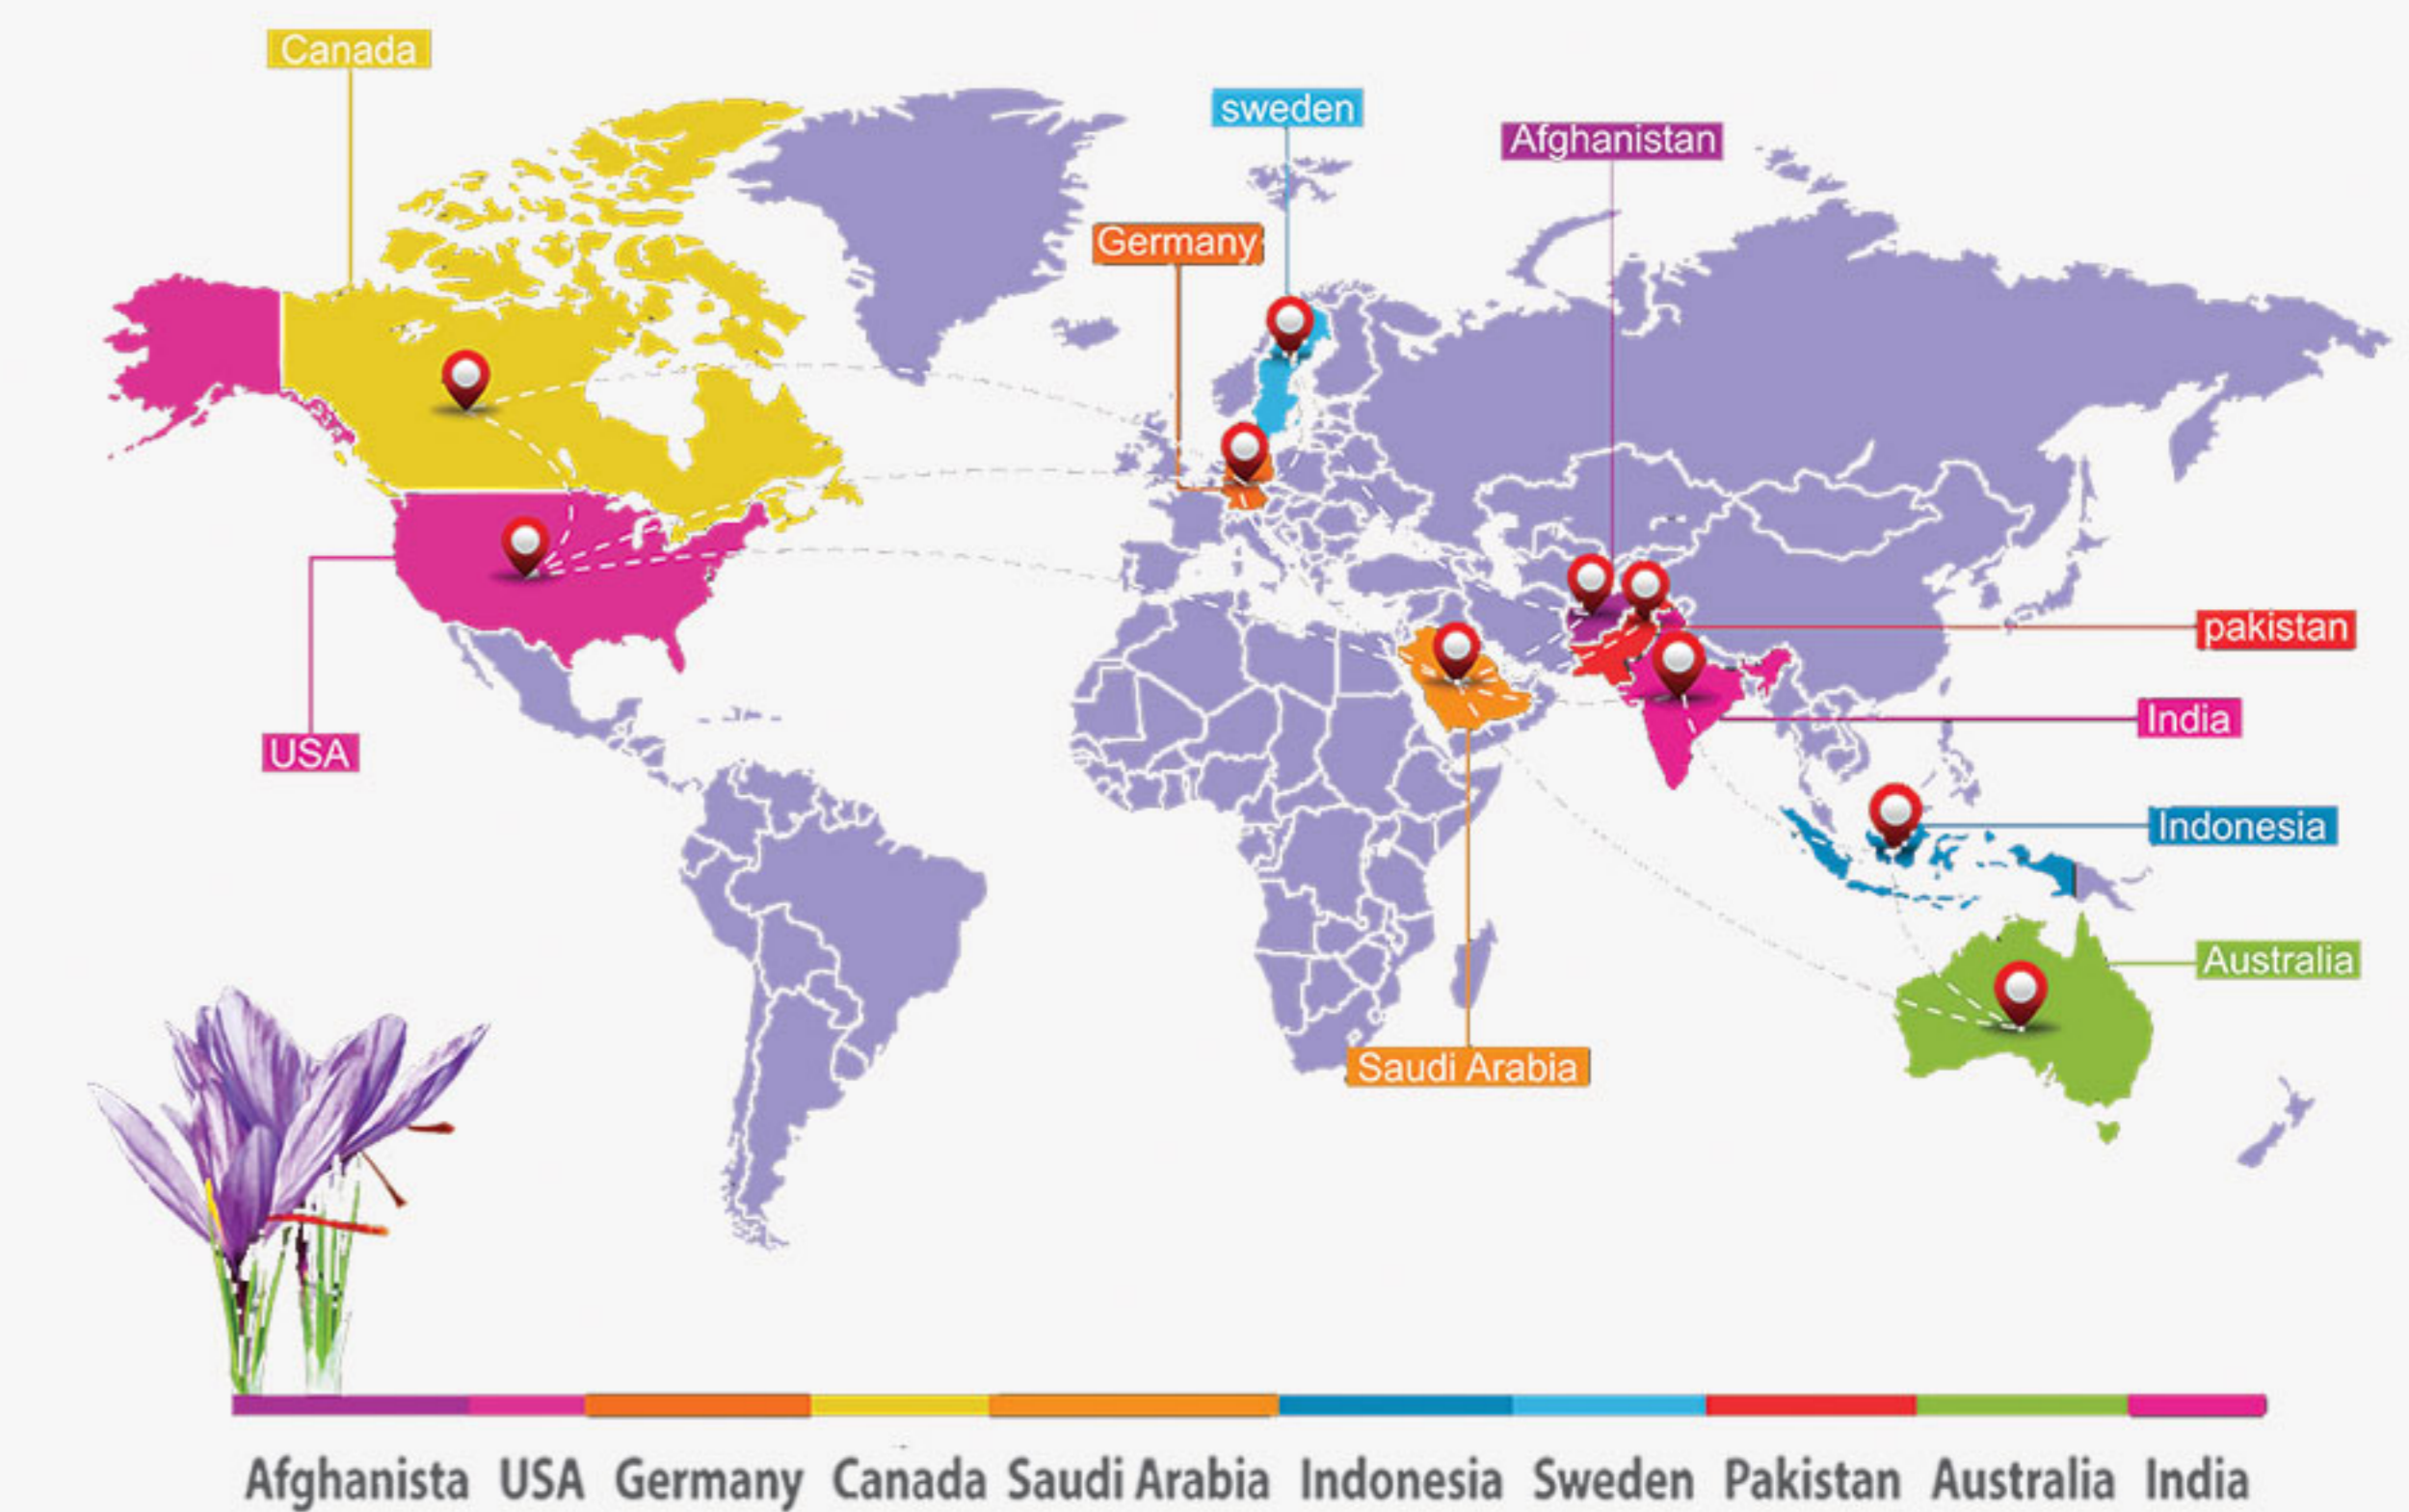 Canada
sweden
Afghanistan
Germany
pakistan
India
USA
Indonesia
Australia
Saudi Arabia
Afghanista USA Germany Canada Saudi Arabia Indonesia Sweden Pakistan Australia India